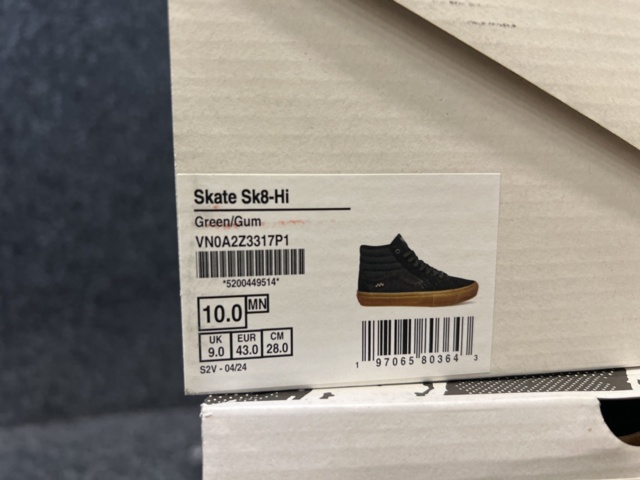 Skate Sk8-Hi
Green/Gum
VN0A2Z3317P1
*5200449514*
10.0 MN
UK EUR CM
9.0 43.0 28.0
S2V - 04/24
1 97065 80364 3